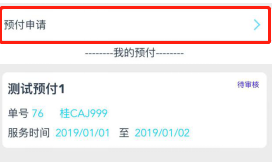 预付申请
--------我的预付--------
测试预付1 待审核
单号 76 桂CAJ999
服务时间 2019/01/01 至 2019/01/02